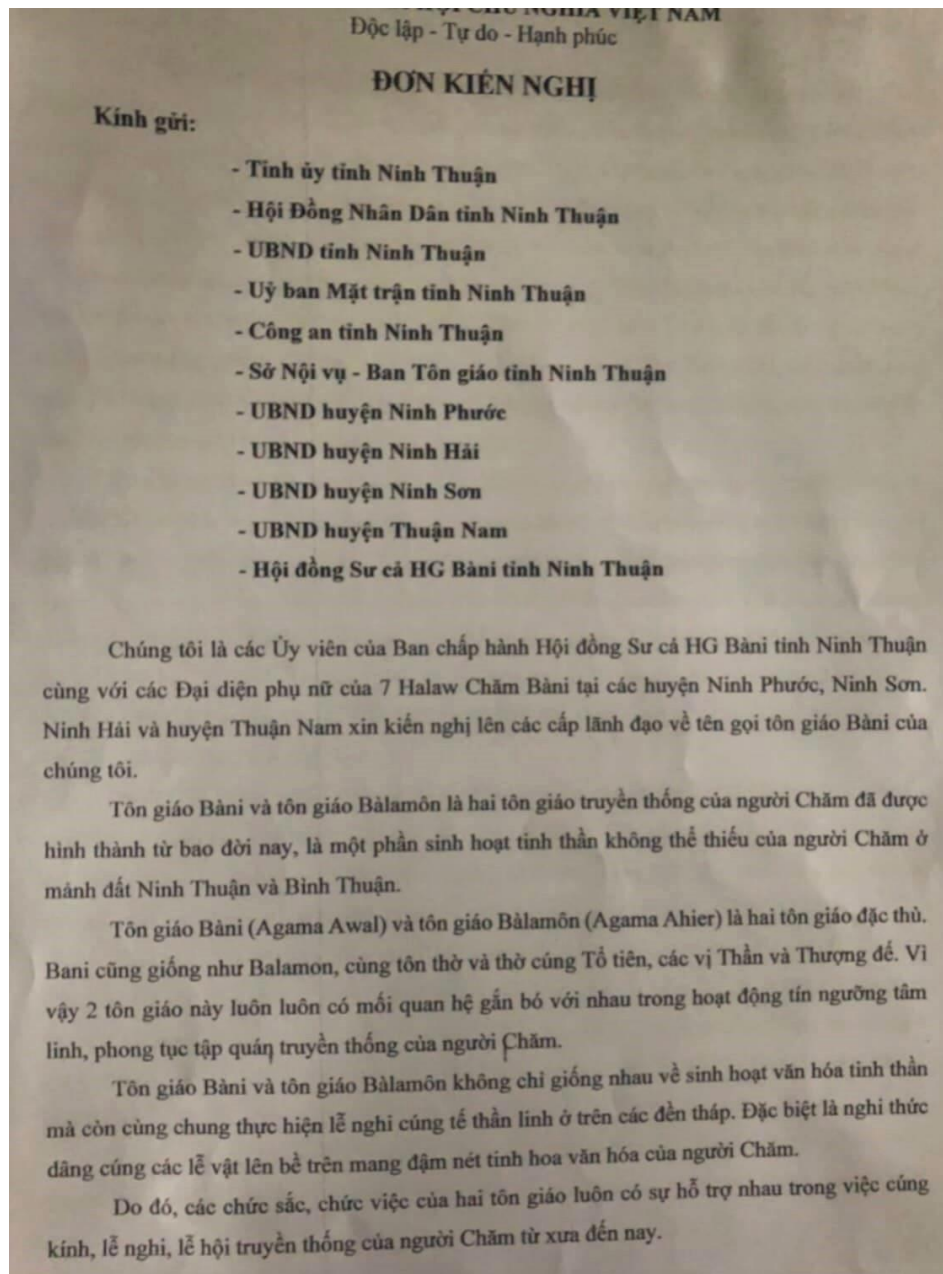 HỘI CHỦ NGHĨA VIỆT NAM
Độc lập - Tự do - Hạnh phúc
ĐƠN KIẾN NGHỊ
Kính gửi:
- Tỉnh ủy tỉnh Ninh Thuận
- Hội Đồng Nhân Dân tỉnh Ninh Thuận
- UBND tỉnh Ninh Thuận
- Uỷ ban Mặt trận tỉnh Ninh Thuận
- Công an tỉnh Ninh Thuận
- Sở Nội vụ - Ban Tôn giáo tỉnh Ninh Thuận
- UBND huyện Ninh Phước
- UBND huyện Ninh Hải
- UBND huyện Ninh Sơn
- UBND huyện Thuận Nam
- Hội đồng Sư cả HG Bàni tỉnh Ninh Thuận
Chúng tôi là các Ủy viên của Ban chấp hành Hội đồng Sư cả HG Bàni tỉnh Ninh Thuận
cùng với các Đại diện phụ nữ của 7 Halaw Chăm Bàni tại các huyện Ninh Phước, Ninh Sơn.
Ninh Hải và huyện Thuận Nam xin kiến nghị lên các cấp lãnh đạo về tên gọi tôn giáo Bàni của
chúng tôi.
Tôn giáo Bàni và tôn giáo Bàlamôn là hai tôn giáo truyền thống của người Chăm đã được
hình thành từ bao đời nay, là một phần sinh hoạt tinh thần không thể thiếu của người Chăm ở
mảnh đất Ninh Thuận và Bình Thuận.
Tôn giáo Bàni (Agama Awal) và tôn giáo Bàlamôn (Agama Ahier) là hai tôn giáo đặc thù.
Bani cũng giống như Balamon, cùng tôn thờ và thờ cúng Tổ tiên, các vị Thần và Thượng đế. Vì
vậy 2 tôn giáo này luôn luôn có mối quan hệ gắn bó với nhau trong hoạt động tín ngưỡng tâm
linh, phong tục tập quán truyền thống của người Chăm.
Tôn giáo Bàni và tôn giáo Bàlamôn không chỉ giống nhau về sinh hoạt văn hóa tinh thần
mà còn cùng chung thực hiện lễ nghi cúng tế thần linh ở trên các đền tháp. Đặc biệt là nghi thức
dâng cúng các lễ vật lên bề trên mang đậm nét tinh hoa văn hóa của người Chăm.
Do đó, các chức sắc, chức việc của hai tôn giáo luôn có sự hỗ trợ nhau trong việc cúng
kính, lễ nghi, lễ hội truyền thống của người Chăm từ xưa đến nay.